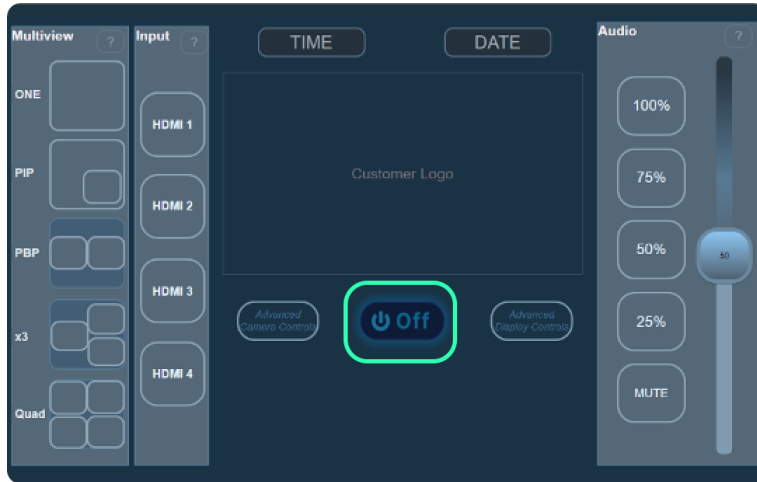 Multiview ?
ONE
PIP
PBP
x3
Quad
Input ?
HDMI 1
HDMI 2
HDMI 3
HDMI 4
TIME
DATE
Customer Logo
Advanced
Camera Controls
Off
Advanced
Display Controls
Audio ?
100%
75%
50%
25%
MUTE
50